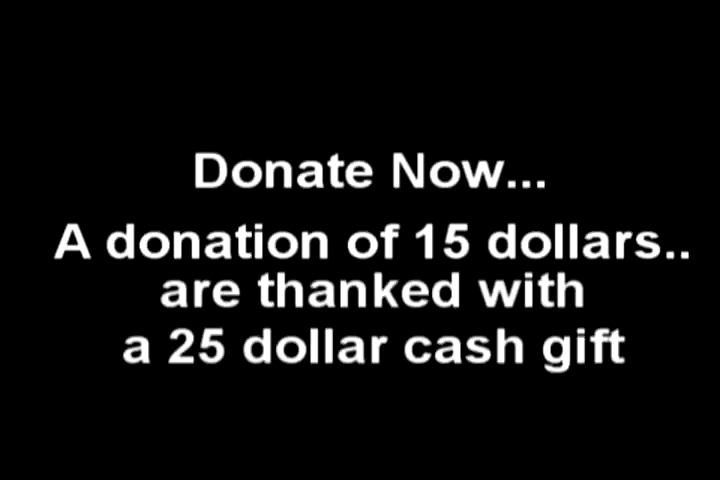 Donate Now...
A donation of 15 dollars..
are thanked with
a 25 dollar cash gift